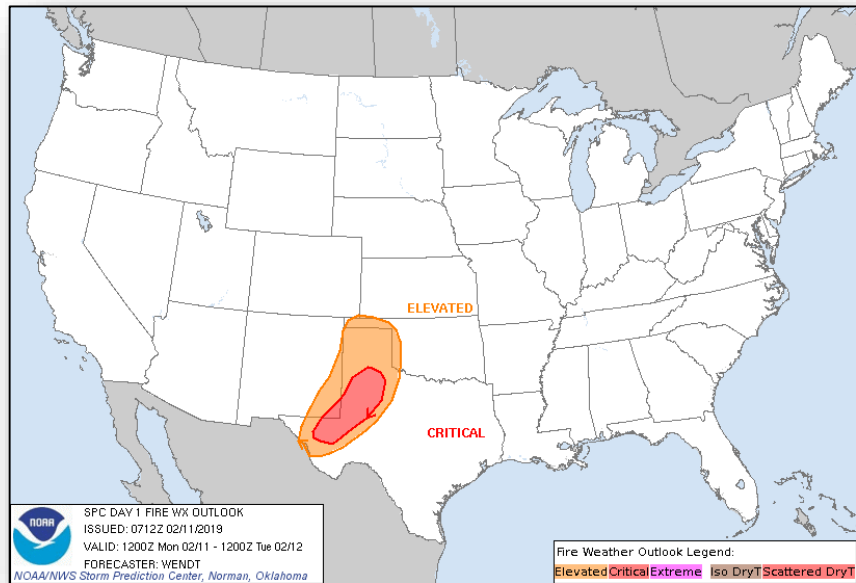 ELEVATED
CRITICAL
NOAA
SPC DAY 1 FIRE WX OUTLOOK
ISSUED: 0712Z 02/11/2019
VALID: 1200Z Mon 02/11 - 1200Z Tue 02/12
FORECASTER: WENDT
NOAA/NWS Storm Prediction Center, Norman, Oklahoma
Fire Weather Outlook Legend:
Elevated Critical Extreme Iso DryT Scattered DryT